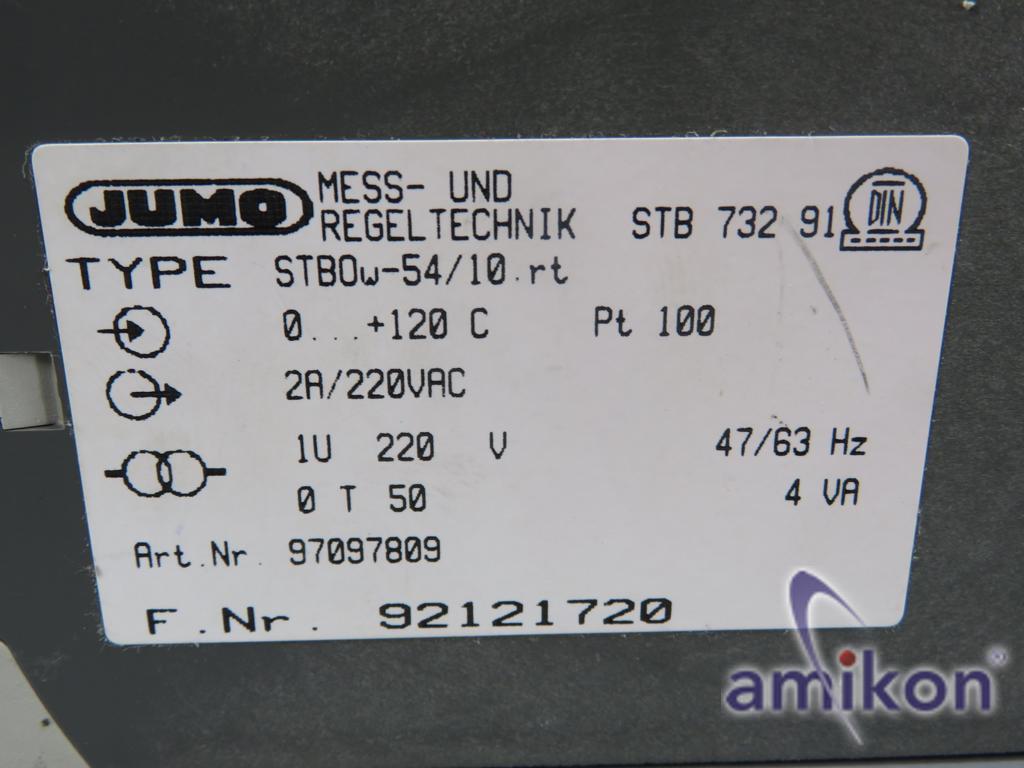 JUMO MESS- UND
REGELTECHNIK STB 732 91 DIN
TYPE STBOw-54/10.rt
0...+120 C Pt 100
2A/220VAC
1U 220 V 47/63 Hz
0 T 50 4 VA
Art.Nr. 97097809
F.Nr. 92121720
amikon®